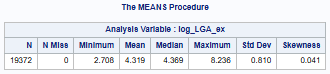 The MEANS Procedure
Analysis Variable : log_LGA_ex
N N Miss Minimum Mean Median Maximum Std Dev Skewness
19372 0 2.708 4.319 4.369 8.236 0.810 0.041